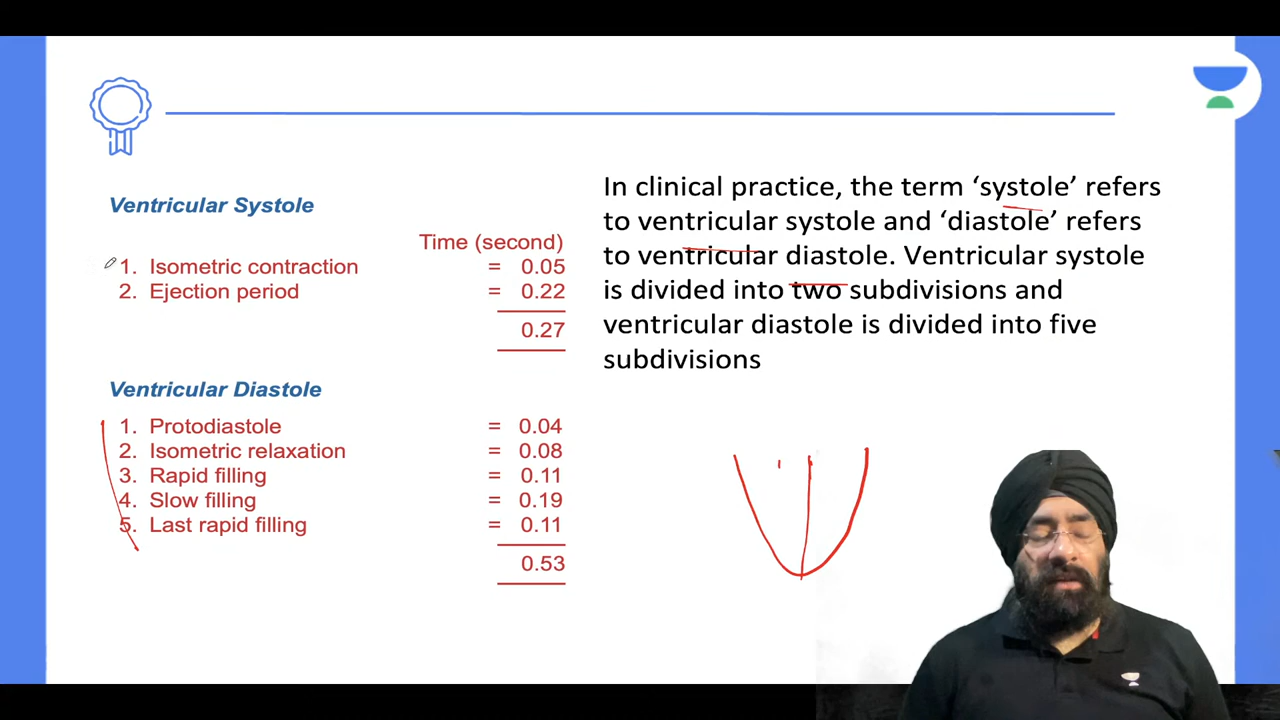 Ventricular Systole
Time (second)
1. Isometric contraction = 0.05
2. Ejection period = 0.22
0.27
Ventricular Diastole
1. Protodiastole = 0.04
2. Isometric relaxation = 0.08
3. Rapid filling = 0.11
4. Slow filling = 0.19
5. Last rapid filling = 0.11
0.53
In clinical practice, the term ‘systole’ refers
to ventricular systole and ‘diastole’ refers
to ventricular diastole. Ventricular systole
is divided into two subdivisions and
ventricular diastole is divided into five
subdivisions